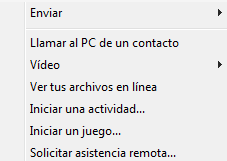 Enviar
Llamar al PC de un contacto
Vídeo
Ver tus archivos en línea
Iniciar una actividad...
Iniciar un juego...
Solicitar asistencia remota...